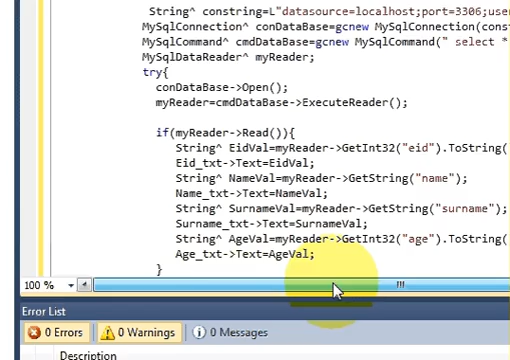 String^ constring=L"datasource=localhost;port=3306;user
MySqlConnection^ conDataBase=gcnew MySqlConnection(cons
MySqlCommand^ cmdDataBase=gcnew MySqlCommand(" select *
MySqlDataReader^ myReader;
try{
conDataBase->Open();
myReader=cmdDataBase->ExecuteReader();
if(myReader->Read()){
String^ EidVal=myReader->GetInt32("eid").ToString(
Eid_txt->Text=EidVal;
String^ NameVal=myReader->GetString("name");
Name_txt->Text=NameVal;
String^ SurnameVal=myReader->GetString("surname");
Surname_txt->Text=SurnameVal;
String^ AgeVal=myReader->GetInt32("age").ToString(
Age_txt->Text=AgeVal;
}
100 %
Error List
0 Errors 0 Warnings 0 Messages
Description